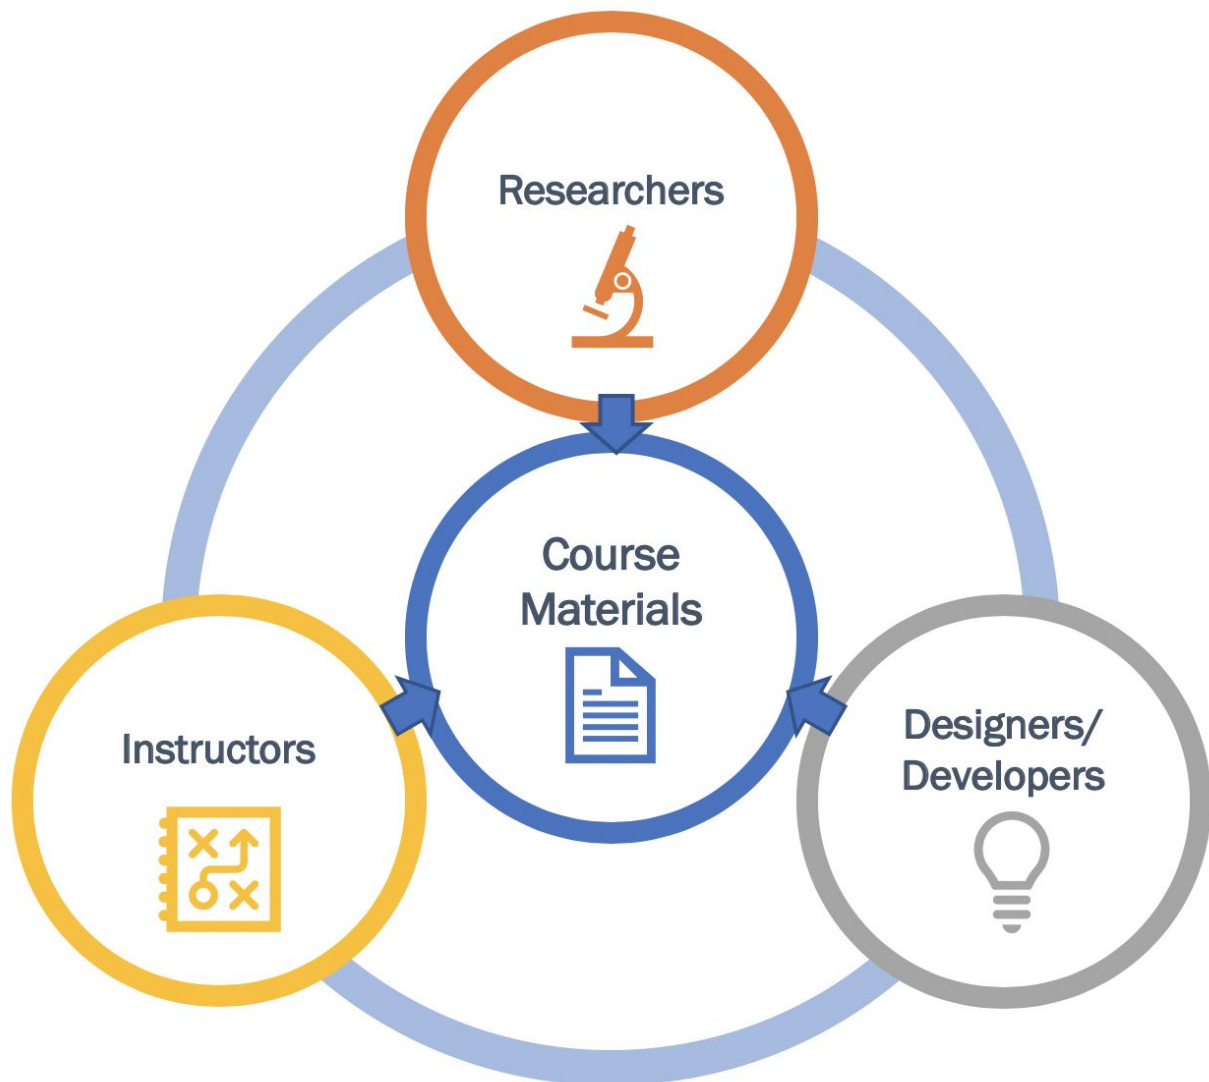 Researchers
Course
Materials
Instructors
Designers/
Developers